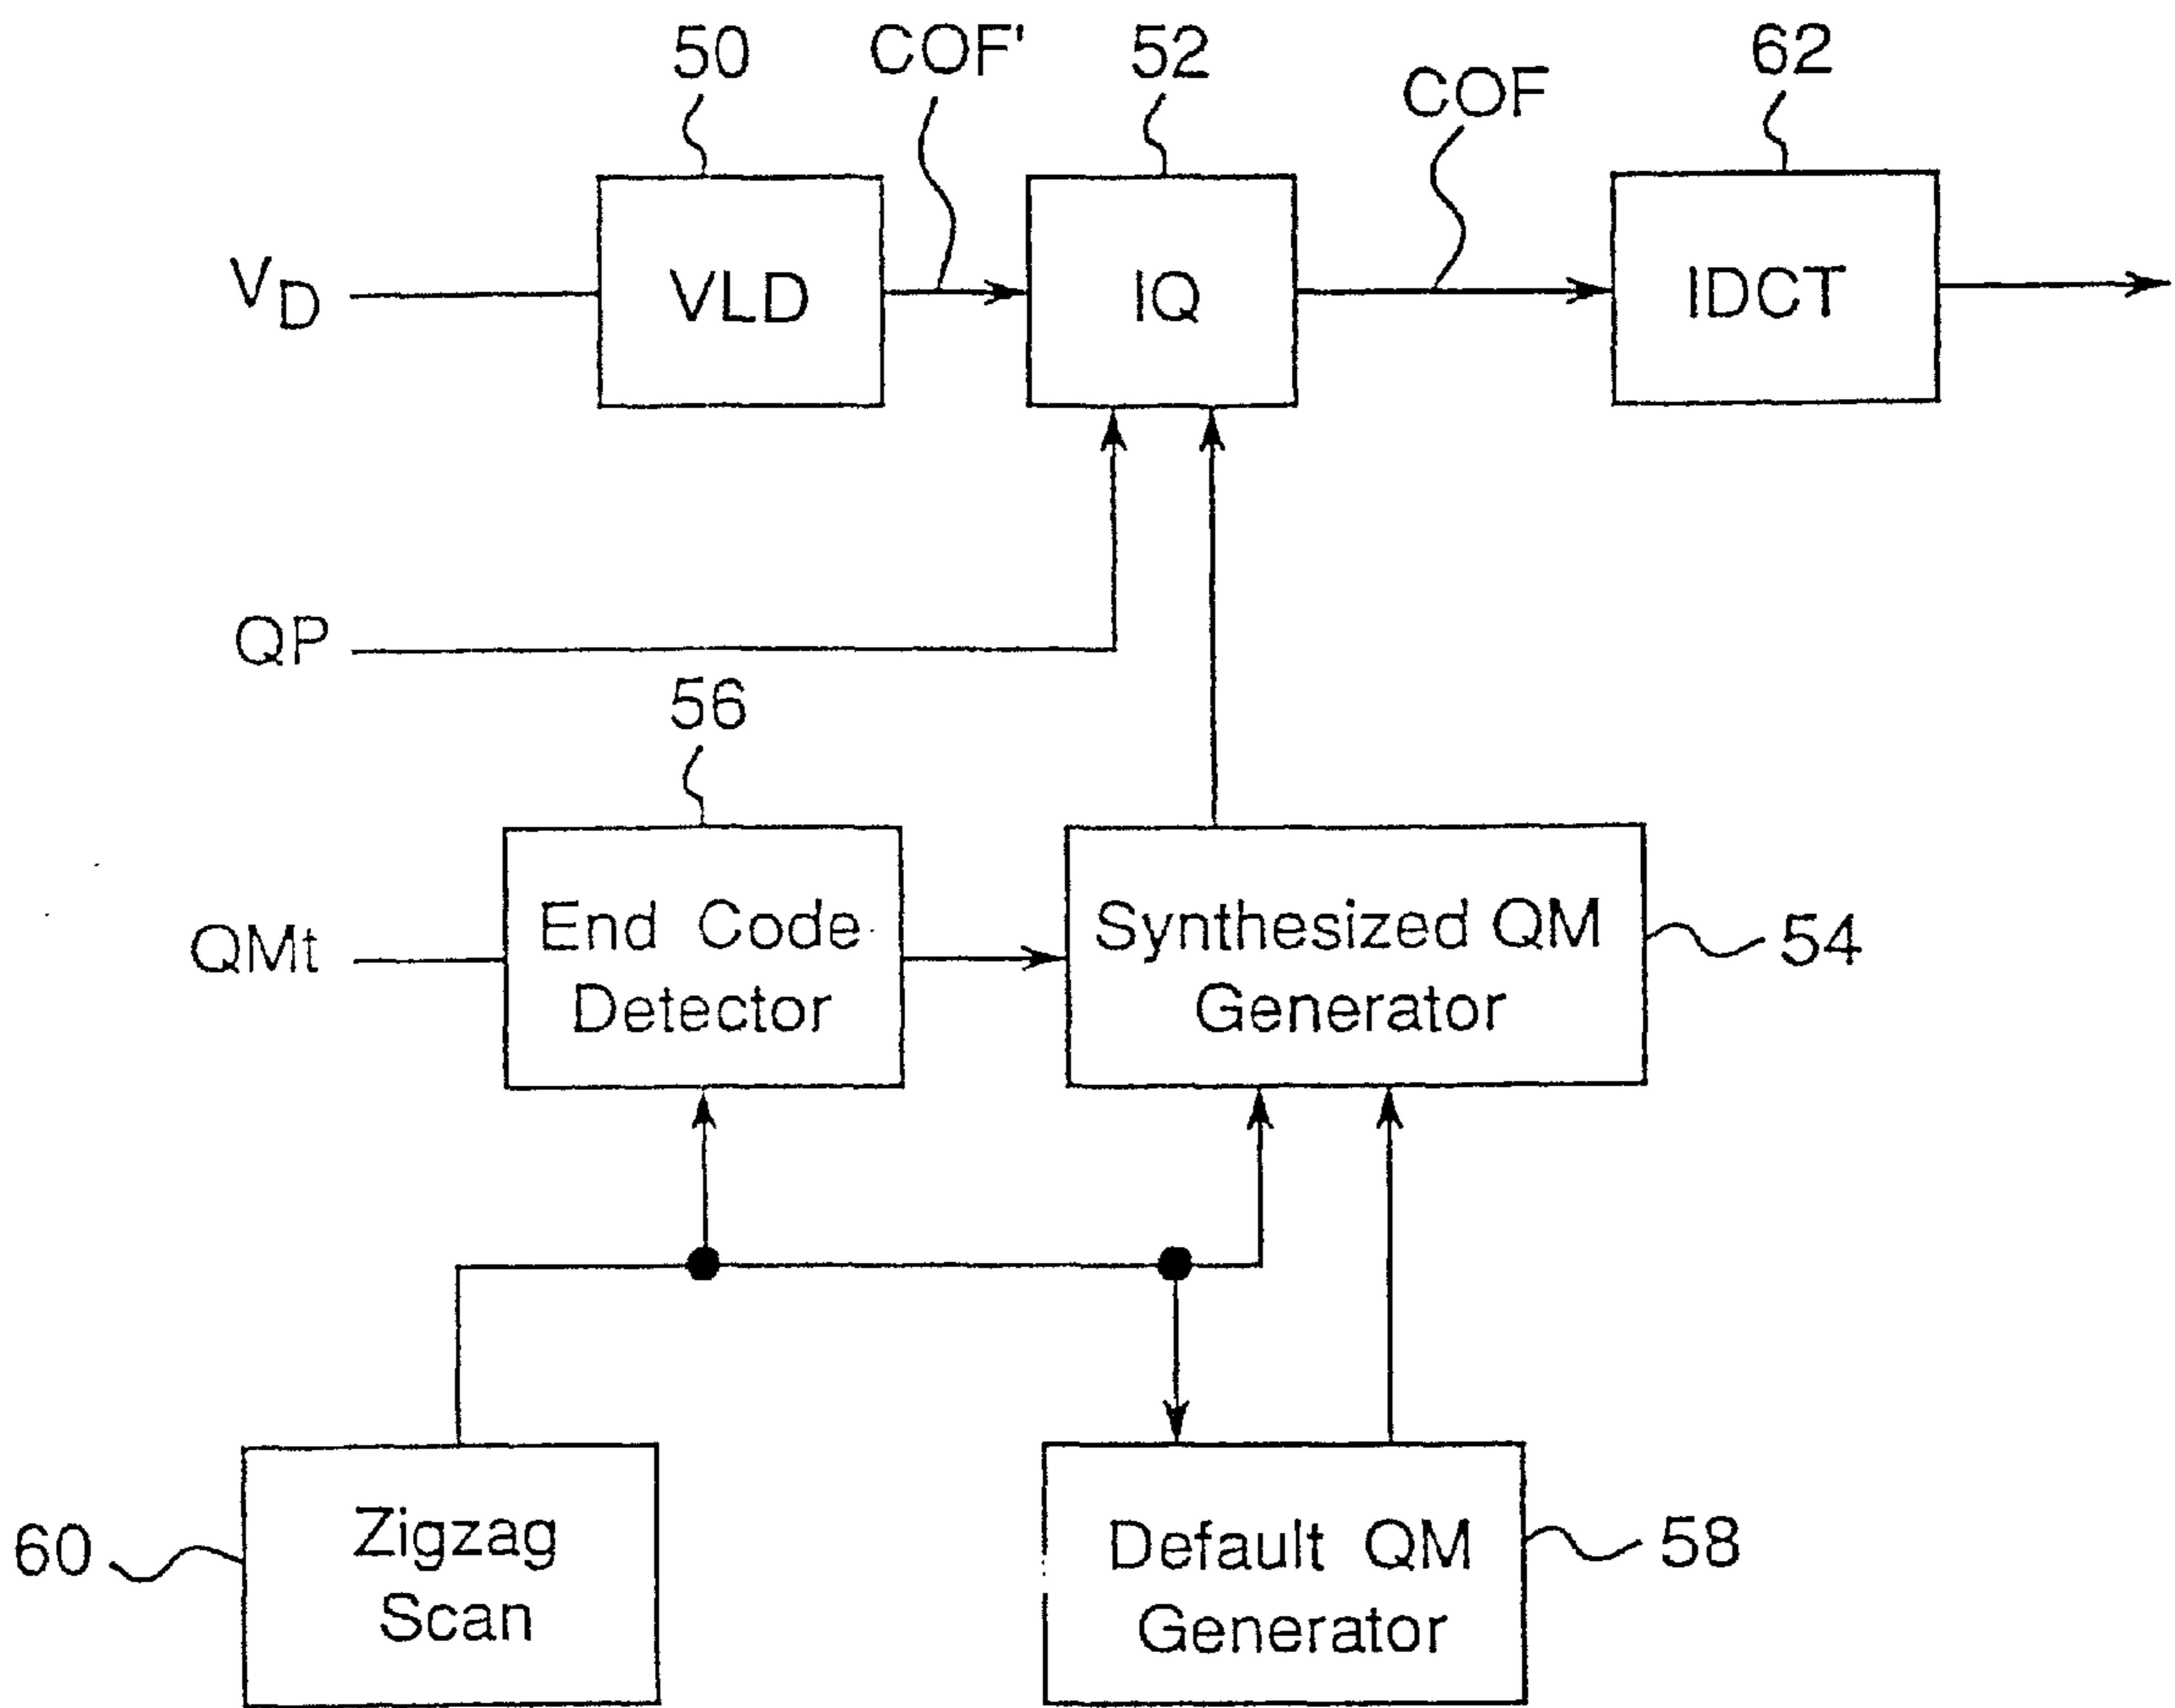 50
COF'
52
COF
62
VD
VLD
IQ
IDCT
QP
56
QMt
End Code
Detector
Synthesized QM
Generator
54
60
Zigzag
Scan
Default QM
Generator
58